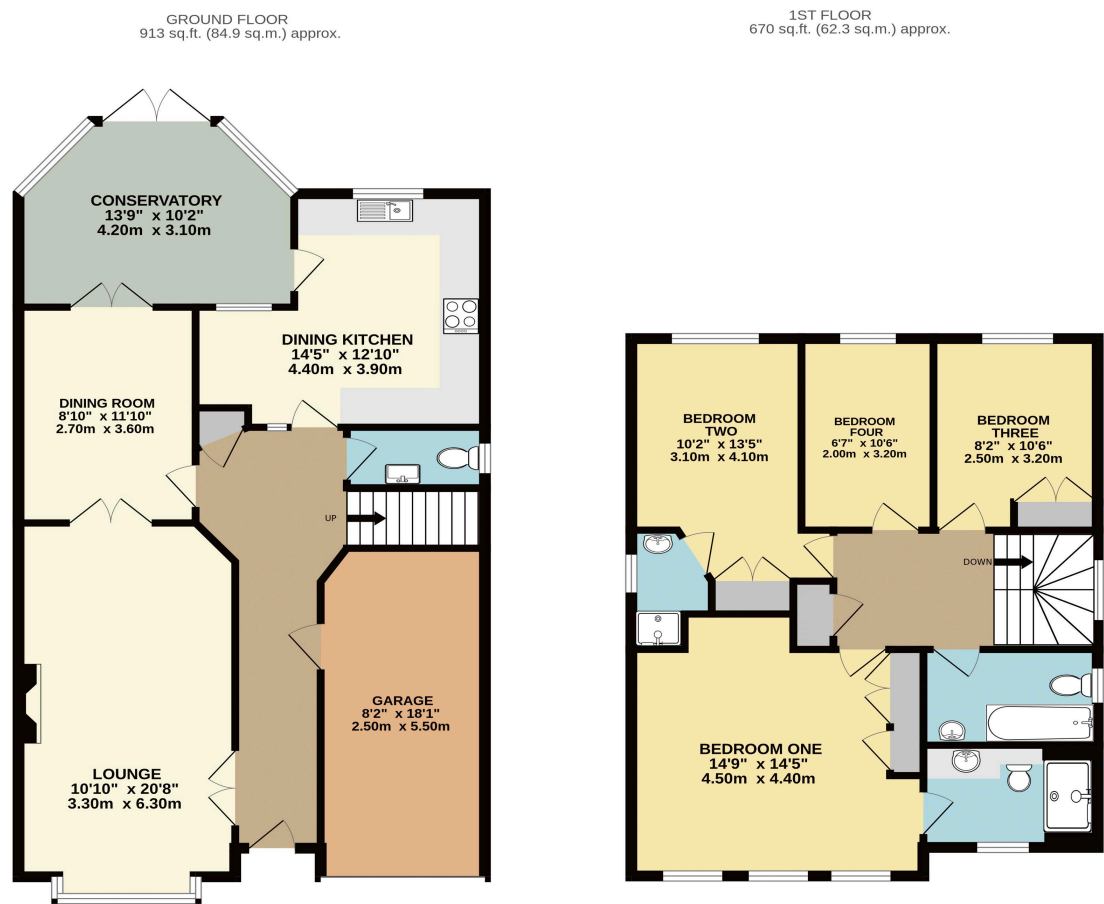 GROUND FLOOR
913 sq.ft. (84.9 sq.m.) approx.
1ST FLOOR
670 sq.ft. (62.3 sq.m.) approx.
CONSERVATORY
13'9" x 10'2"
4.20m x 3.10m
DINING KITCHEN
14'5" x 12'10"
4.40m x 3.90m
DINING ROOM
8'10" x 11'10"
2.70m x 3.60m
UP
GARAGE
8'2" x 18'1"
2.50m x 5.50m
LOUNGE
10'10" x 20'8"
3.30m x 6.30m
BEDROOM
TWO
10'2" x 13'5"
3.10m x 4.10m
BEDROOM
FOUR
6'7" x 10'6"
2.00m x 3.20m
BEDROOM
THREE
8'2" x 10'6"
2.50m x 3.20m
DOWN
BEDROOM ONE
14'9" x 14'5"
4.50m x 4.40m